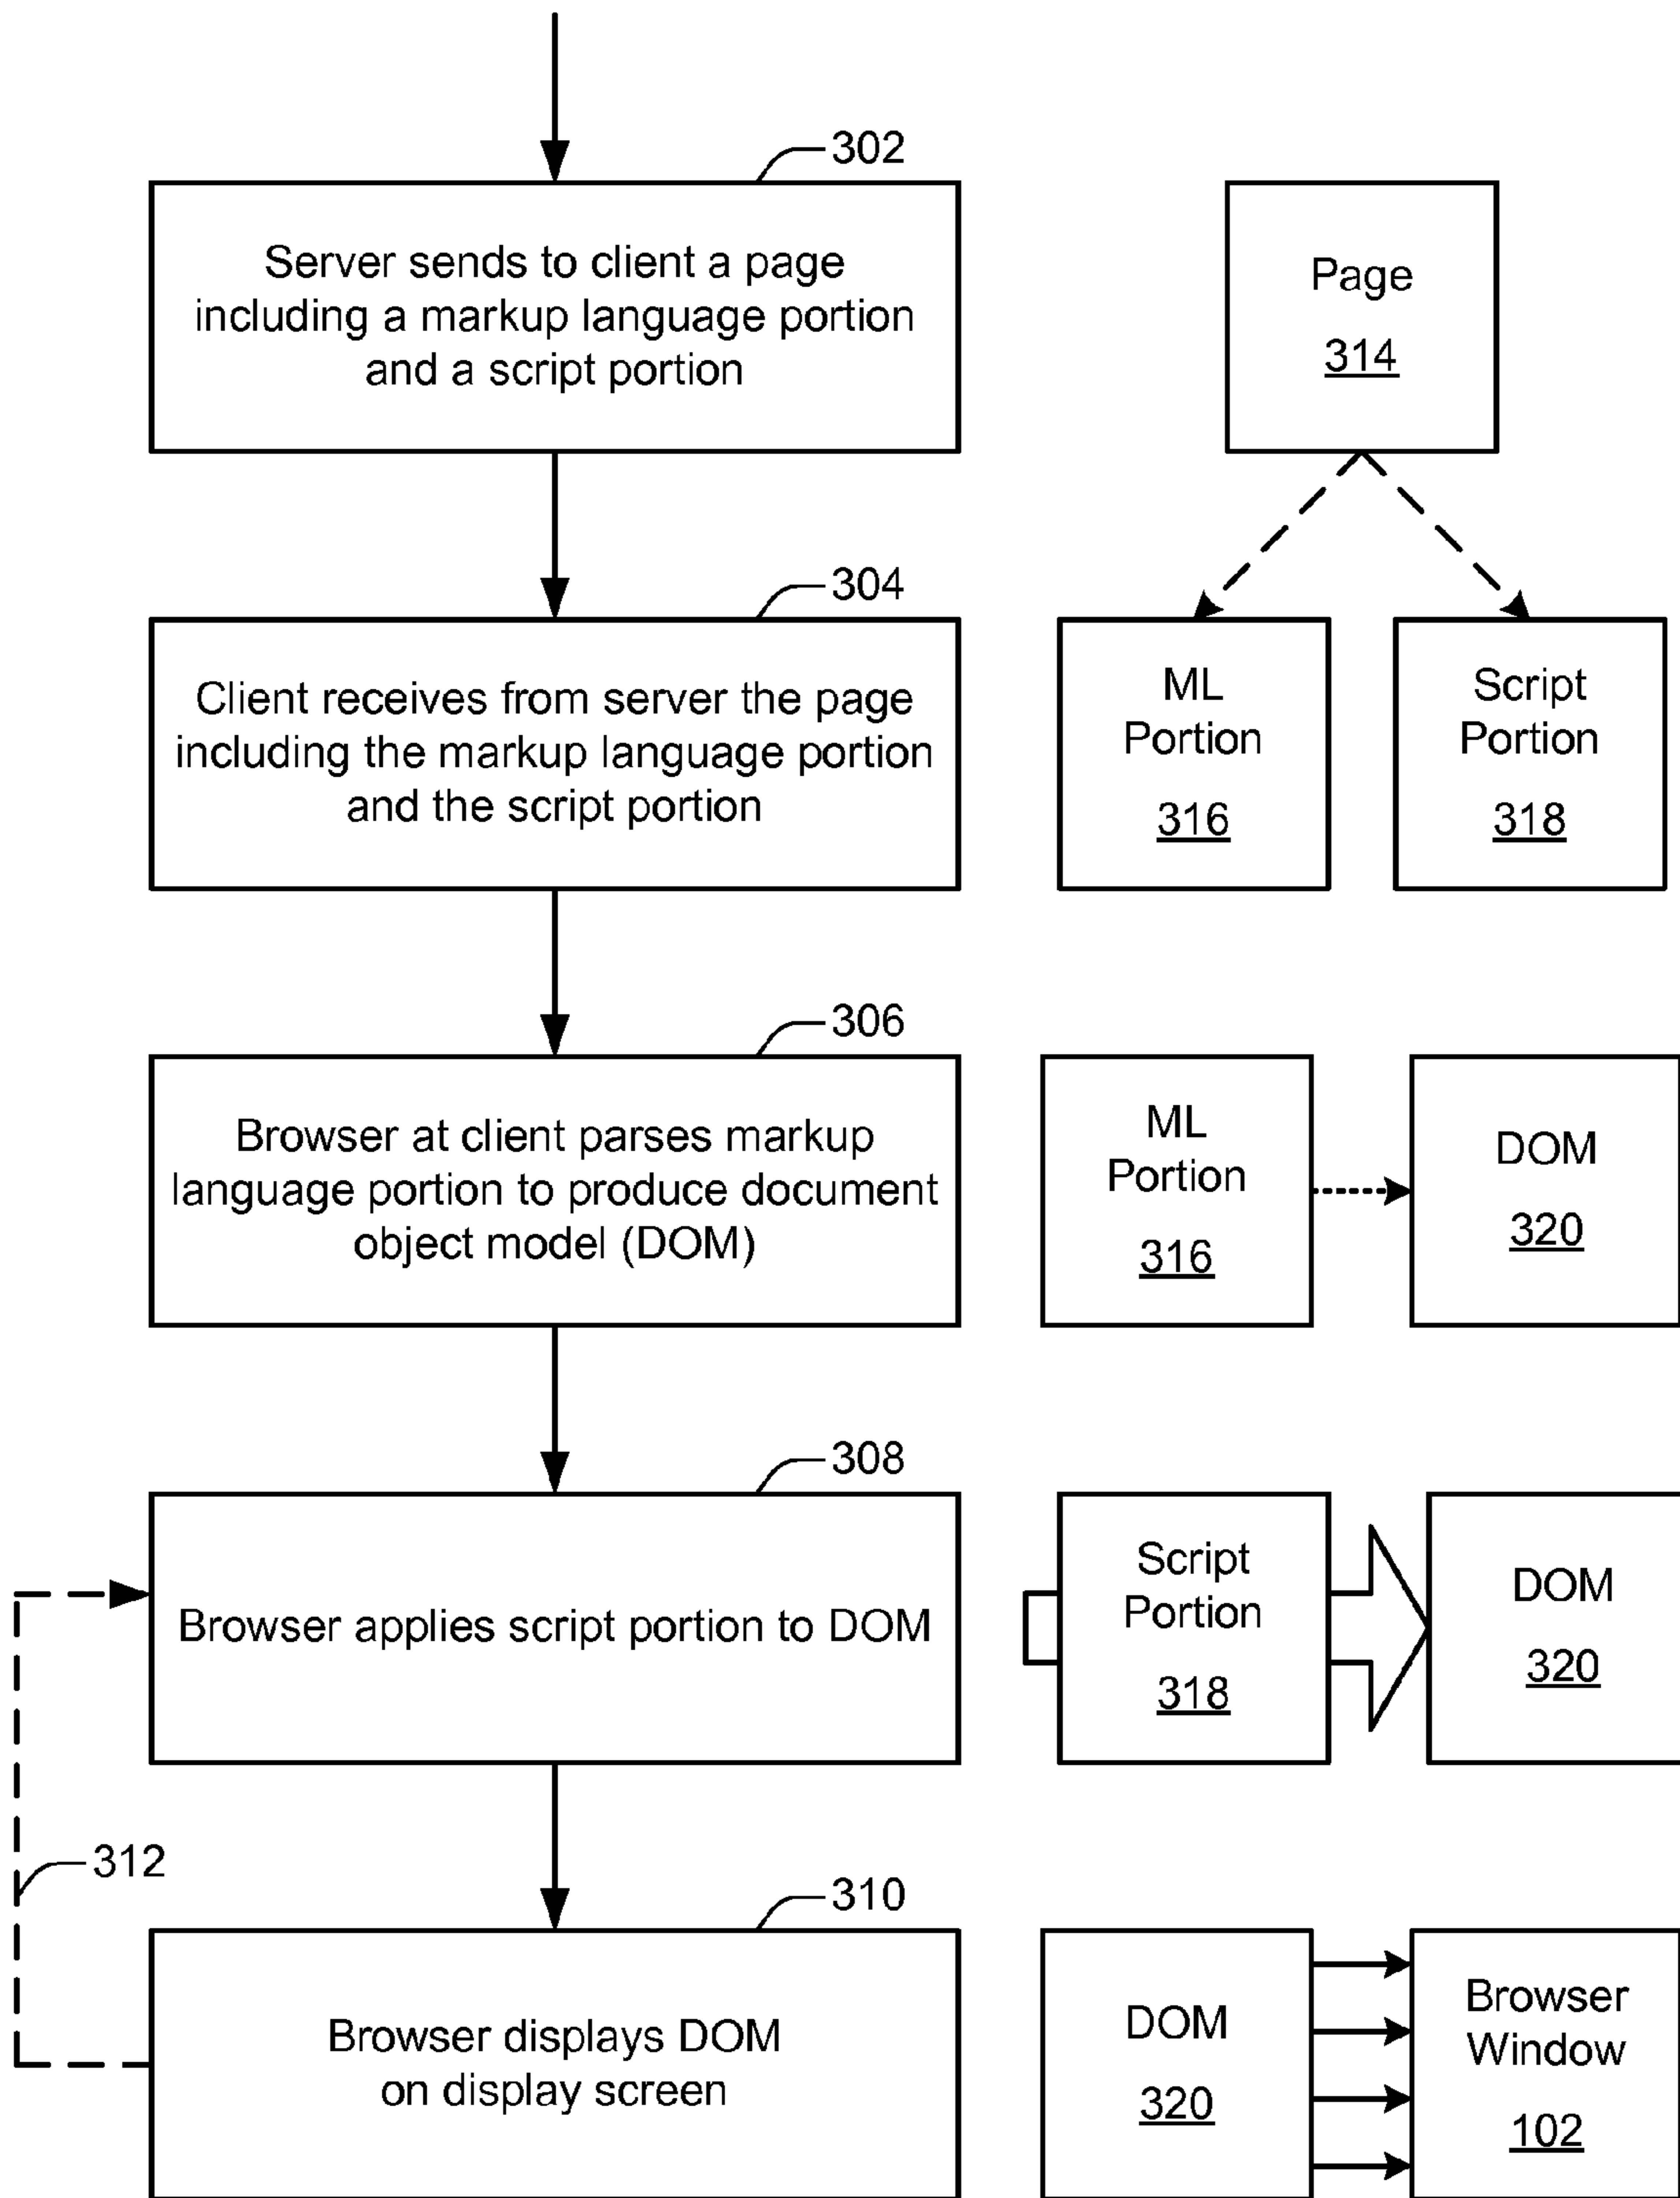 302
Server sends to client a page
including a markup language portion
and a script portion
Page
314
304
Client receives from server the page
including the markup language portion
and the script portion
ML
Portion
316
Script
Portion
318
306
Browser at client parses markup
language portion to produce document
object model (DOM)
ML
Portion
316
DOM
320
308
Browser applies script portion to DOM
Script
Portion
318
DOM
320
312
310
Browser displays DOM
on display screen
DOM
320
Browser
Window
102